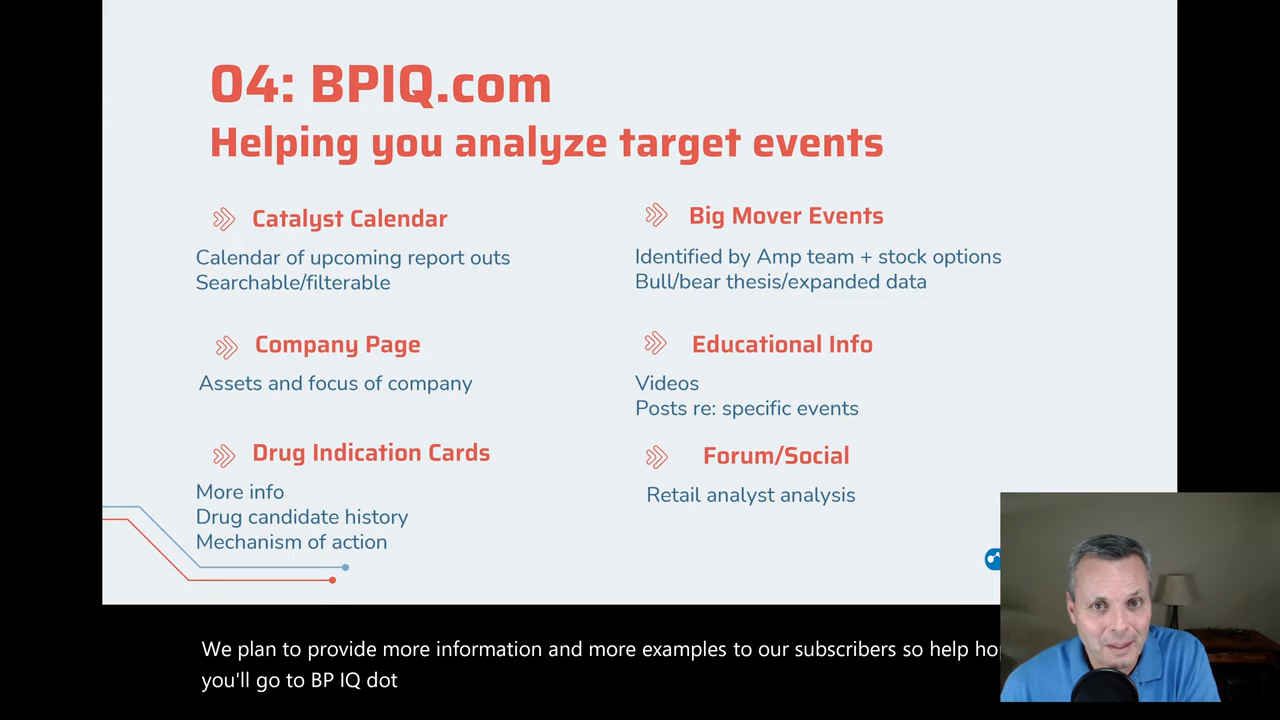 04: BPIQ.com
Helping you analyze target events
Catalyst Calendar
Calendar of upcoming report outs
Searchable/filterable
Company Page
Assets and focus of company
Drug Indication Cards
More info
Drug candidate history
Mechanism of action
Big Mover Events
Identified by Amp team + stock options
Bull/bear thesis/expanded data
Educational Info
Videos
Posts re: specific events
Forum/Social
Retail analyst analysis
We plan to provide more information and more examples to our subscribers so help
you'll go to BP IQ dot